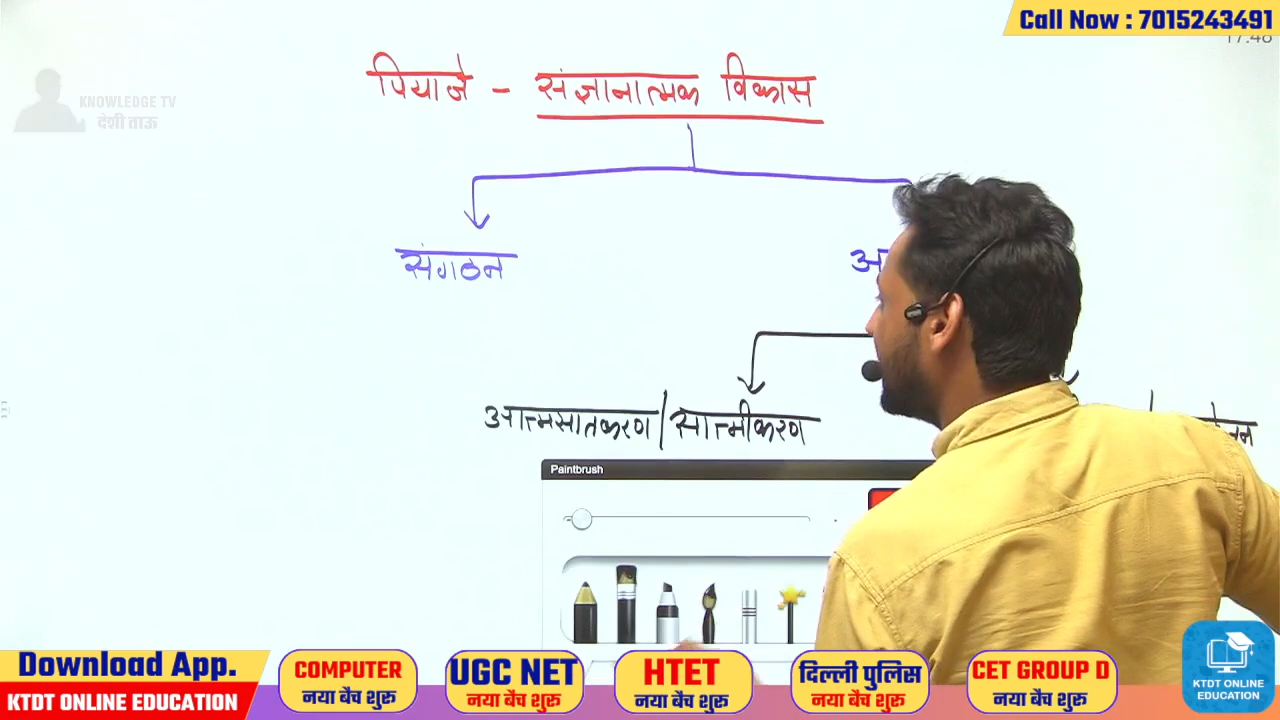 Call Now : 7015243491
17:48
KNOWLEDGE TV
देशी ताऊ
पियाजे - संज्ञानात्मक विकास
संगठन
आत्मसातकरण / सात्मीकरण
Paintbrush
Download App.
KTDT ONLINE EDUCATION
COMPUTER
नया बैच शुरू
UGC NET
नया बैच शुरू
HTET
नया बैच शुरू
दिल्ली पुलिस
नया बैच शुरू
CET GROUP D
नया बैच शुरू
KTDT ONLINE
EDUCATION